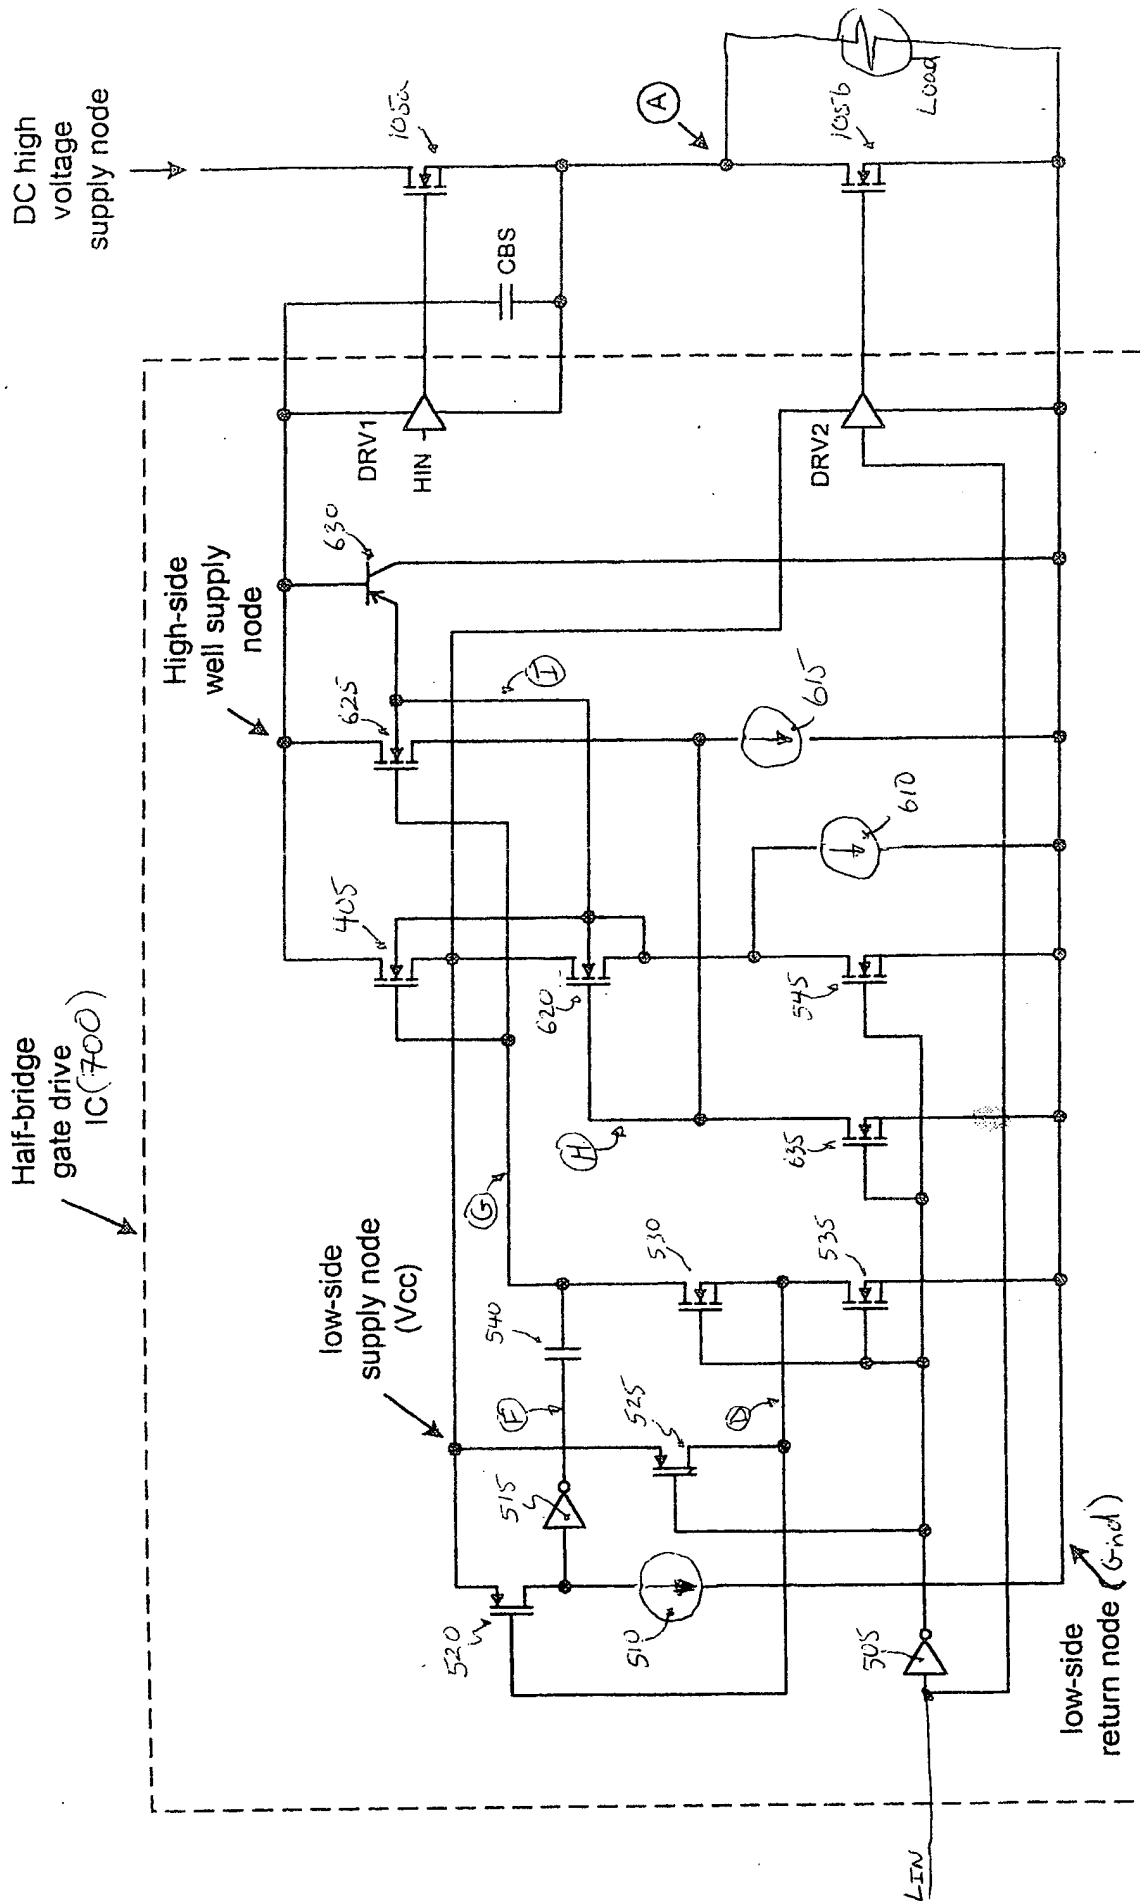 Half-bridge
gate drive
IC (700)
DC high
voltage
supply node
High-side
well supply
node
low-side
supply node
(Vcc)
low-side
return node (Gnd)
105a
CBS
DRV1
HIN
630
625
405
A
Load
105b
DRV2
I
615
610
620
545
H
635
G
530
535
540
F
525
D
515
520
510
505
LIN